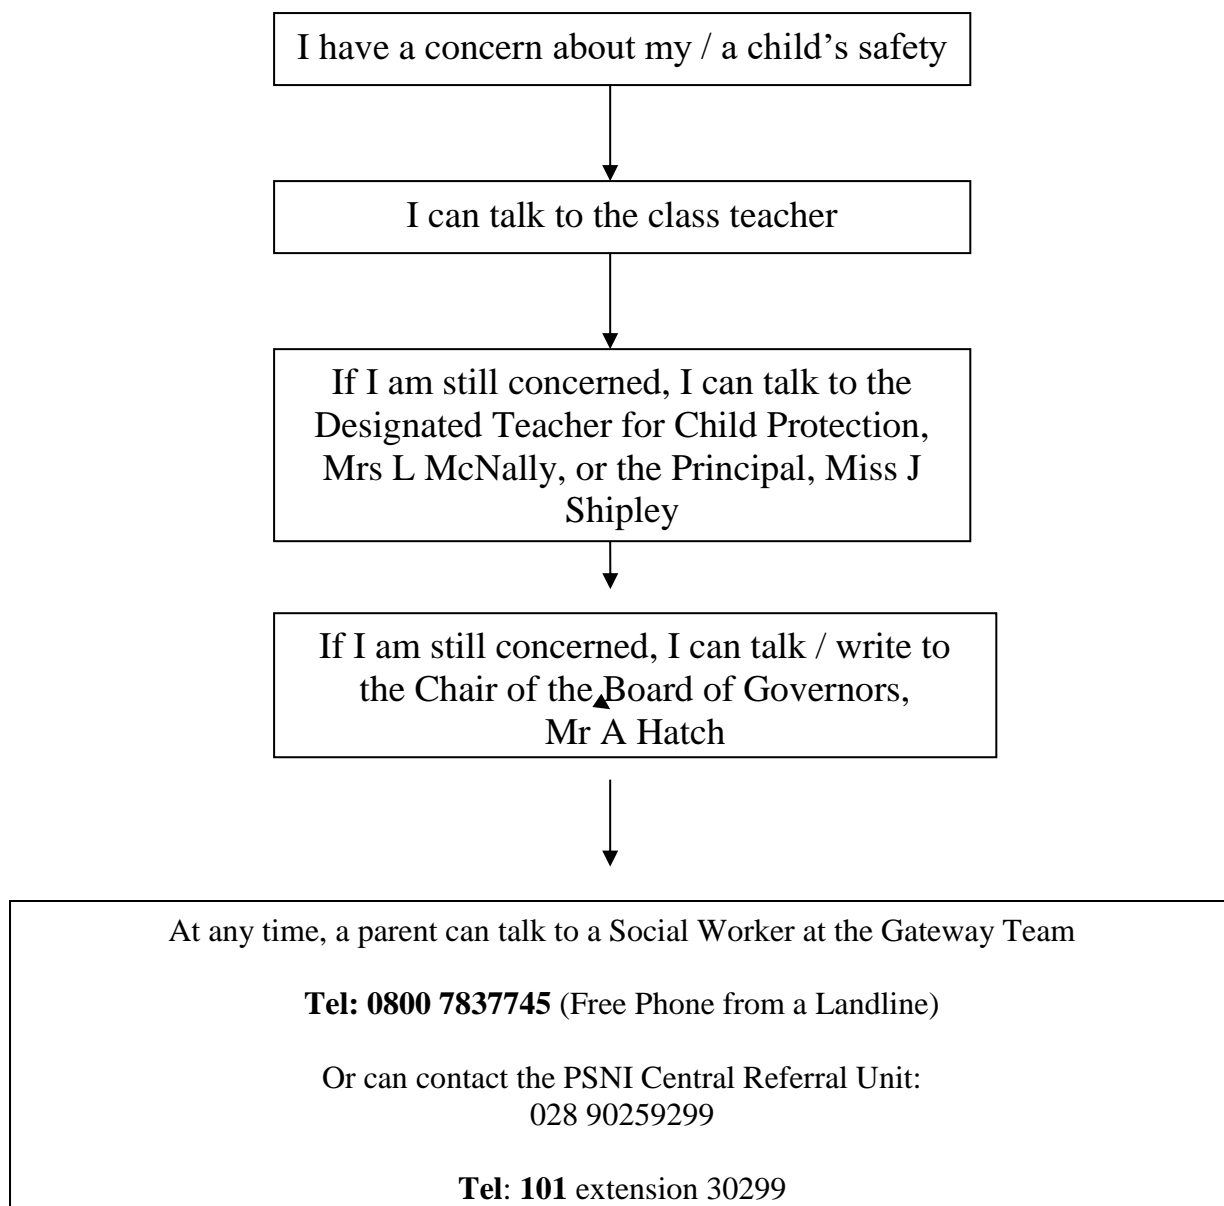 I have a concern about my / a child’s safety
I can talk to the class teacher
If I am still concerned, I can talk to the
Designated Teacher for Child Protection,
Mrs L McNally, or the Principal, Miss J
Shipley
If I am still concerned, I can talk / write to
the Chair of the Board of Governors,
Mr A Hatch
At any time, a parent can talk to a Social Worker at the Gateway Team
Tel: 0800 7837745 (Free Phone from a Landline)
Or can contact the PSNI Central Referral Unit:
028 90259299
Tel: 101 extension 30299